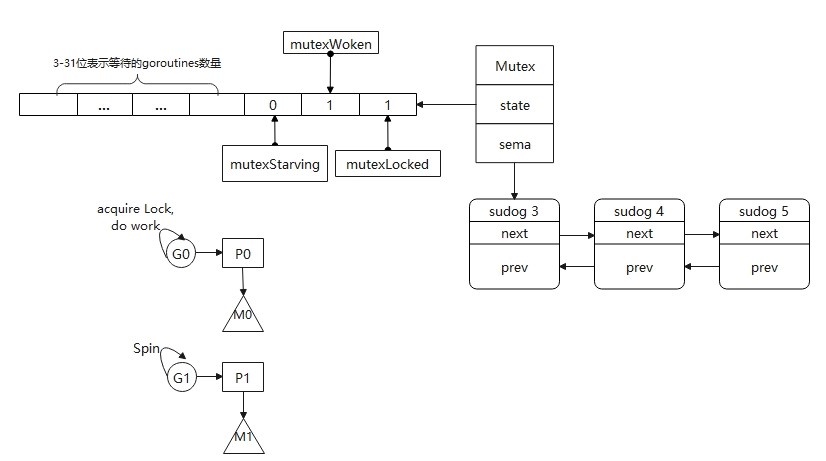 mutexWoken
3-31位表示等待的goroutines数量
Mutex
... ... 0 1 1
state
sema
mutexStarving
mutexLocked
sudog 3
next
prev
sudog 4
next
prev
sudog 5
next
prev
acquire Lock,
do work
G0
P0
M0
Spin
G1
P1
M1